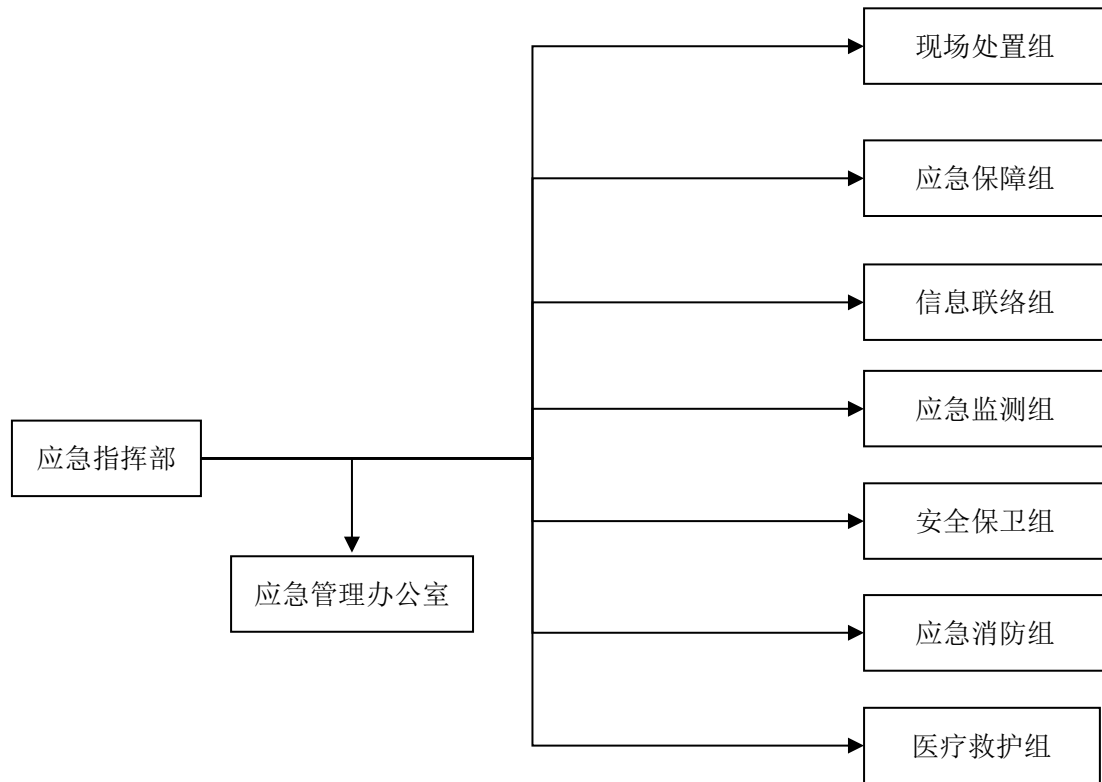 现场处置组
应急保障组
信息联络组
应急监测组
应急指挥部
安全保卫组
应急管理办公室
应急消防组
医疗救护组